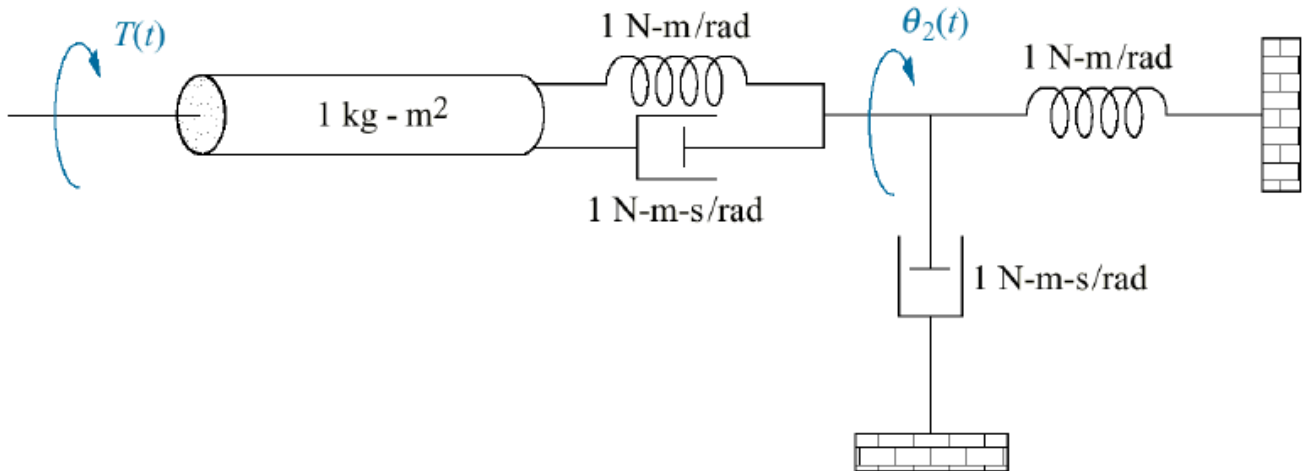 T(t)
1 N-m/rad
θ₂(t)
1 N-m/rad
1 kg - m²
1 N-m-s/rad
1 N-m-s/rad